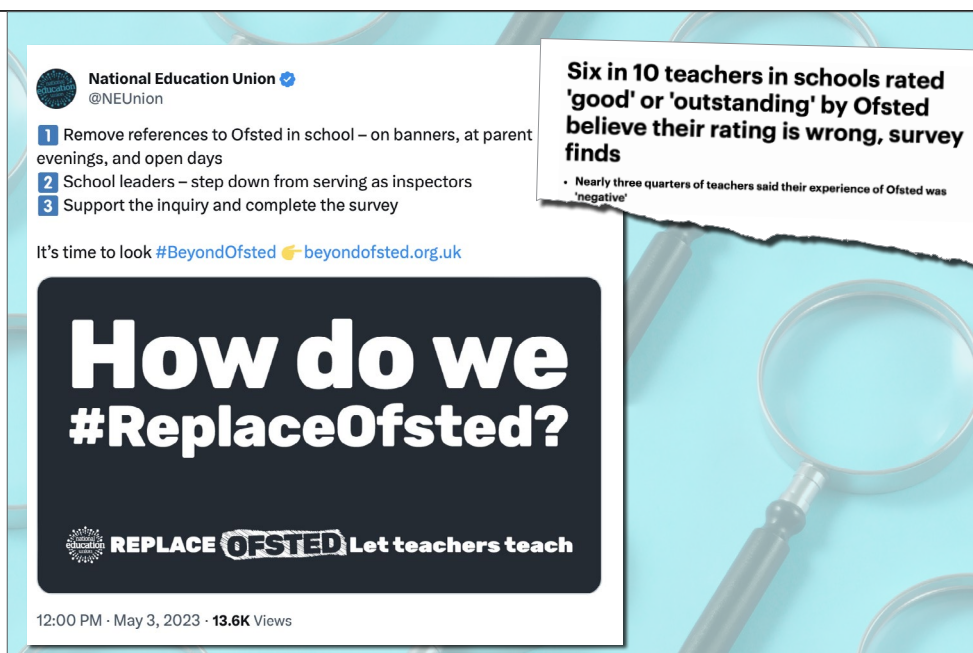 National Education Union
@NEUnion
1 Remove references to Ofsted in school – on banners, at parent
evenings, and open days
2 School leaders – step down from serving as inspectors
3 Support the inquiry and complete the survey
It's time to look #BeyondOfsted 👉 beyondofsted.org.uk
How do we
#ReplaceOfsted?
national
education
union
REPLACE OFSTED Let teachers teach
12:00 PM · May 3, 2023 · 13.6K Views
Six in 10 teachers in schools rated
'good' or 'outstanding' by Ofsted
believe their rating is wrong, survey
finds
• Nearly three quarters of teachers said their experience of Ofsted was
'negative'